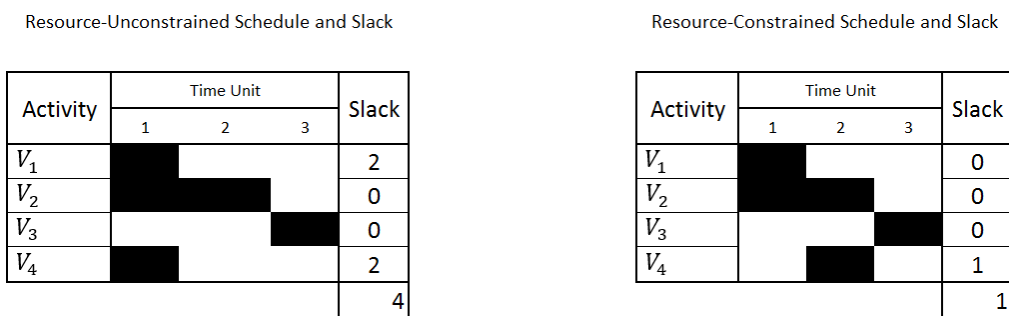 Resource-Unconstrained Schedule and Slack
Activity Time Unit Slack
1 2 3
V₁ 2
V₂ 0
V₃ 0
V₄ 2
4
Resource-Constrained Schedule and Slack
Activity Time Unit Slack
1 2 3
V₁ 0
V₂ 0
V₃ 0
V₄ 1
1